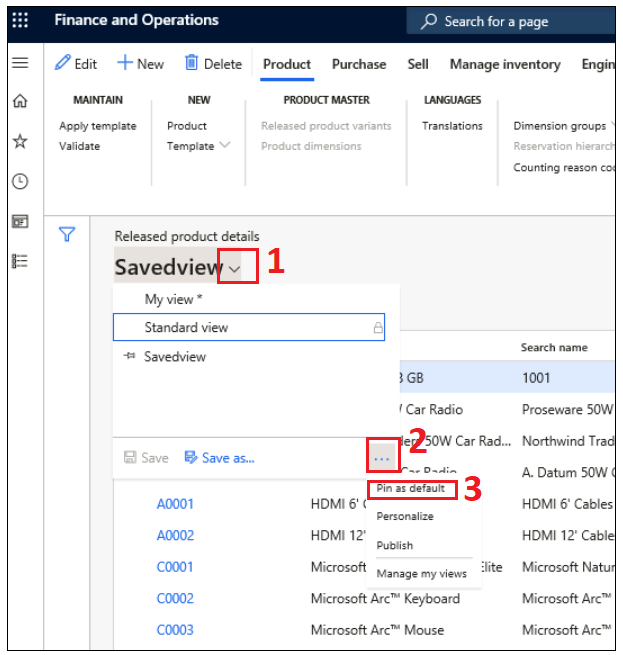 Finance and Operations
Search for a page
Edit New Delete Product Purchase Sell Manage inventory Engin
MAINTAIN NEW PRODUCT MASTER LANGUAGES
Apply template Product Released product variants Translations Dimension groups
Validate Template Product dimensions Reservation hierarch
Counting reason co
Released product details
Savedview 1
My view *
Standard view
Savedview
Search name
GB 1001
Car Radio Proseware 50W
50W Car Rad... Northwind Trad
2
Save Save as... ...
Car Radio A. Datum 50W
Pin as default 3
A0001 HDMI 6' HDMI 6' Cables
Personalize
A0002 HDMI 12' HDMI 12' Cable
Publish
C0001 Microsoft Elite Microsoft Natur
Manage my views
C0002 Microsoft Arc™ Keyboard Microsoft Arc™
C0003 Microsoft Arc™ Mouse Microsoft Arc™